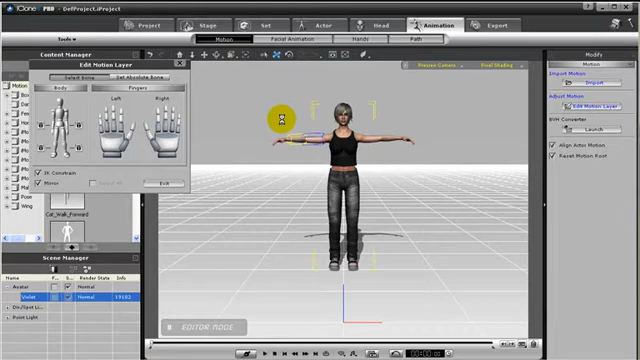 iClone PRO - DefProject.iProject
Project
Stage
Set
Actor
Head
Animation
Export
Tools
Motion
Facial Animation
Hands
Path
Content Manager
Edit Motion Layer
Select Bone
Set Absolute Bone
Body
Fingers
Left
Right
IK Constrain
Mirror
Exit
Cat_Walk_Forward
Preview Camera
Pixel Shading
Modify
Motion
Import Motion
Import
Adjust Motion
Edit Motion Layer
BVH Converter
Launch
Align Actor Motion
Reset Motion Root
Motion
Pose
Wing
Scene Manager
Name
F...
S...
Render State
Info
Avatar
Normal
Violet
Normal
19182
Point Light
EDITOR MODE